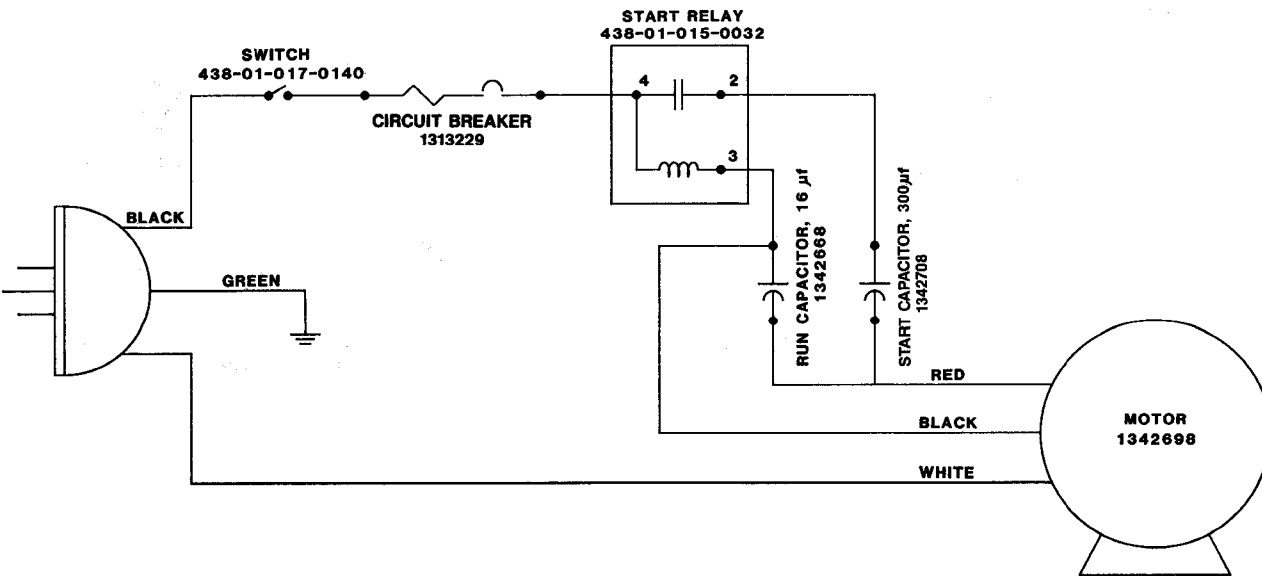 START RELAY
438-01-015-0032
SWITCH
438-01-017-0140
4
2
CIRCUIT BREAKER
1313229
3
RUN CAPACITOR, 16 µf
1342668
START CAPACITOR, 300µf
1342708
BLACK
GREEN
RED
BLACK
WHITE
MOTOR
1342698